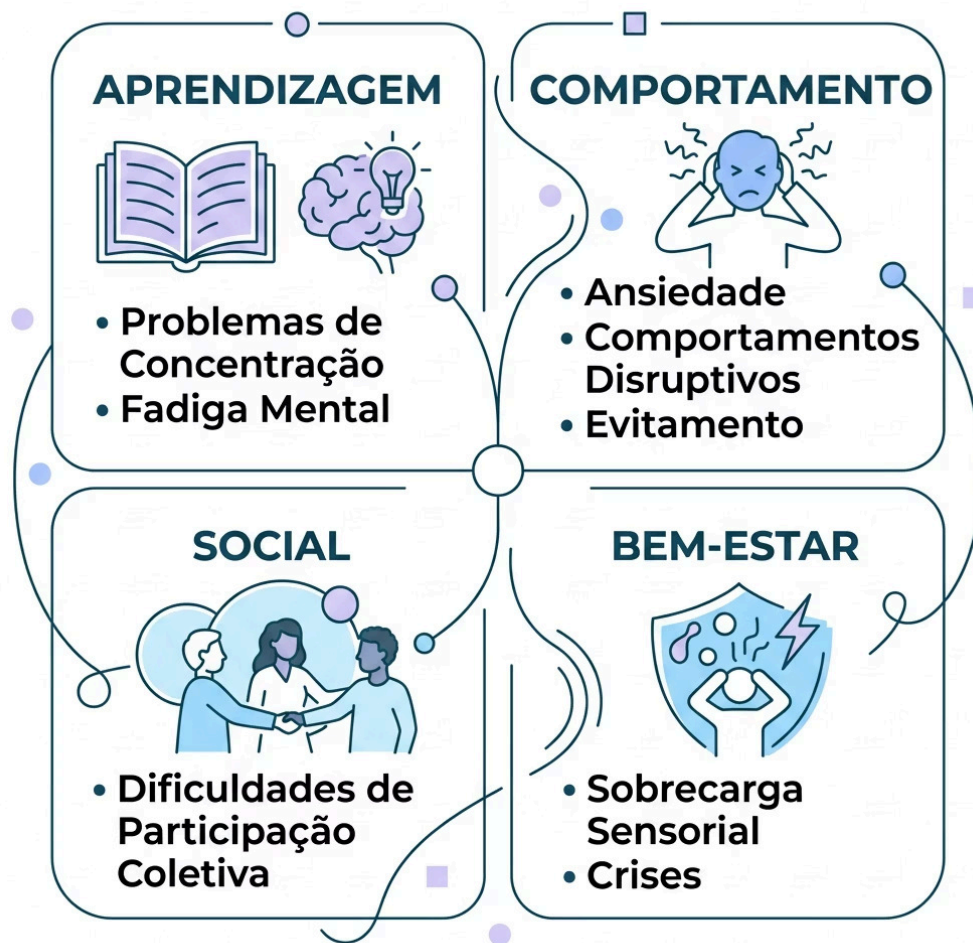 APRENDIZAGEM
• Problemas de
Concentração
• Fadiga Mental
COMPORTAMENTO
• Ansiedade
• Comportamentos
Disruptivos
• Evitamento
SOCIAL
• Dificuldades de
Participação
Coletiva
BEM-ESTAR
• Sobrecarga
Sensorial
• Crises